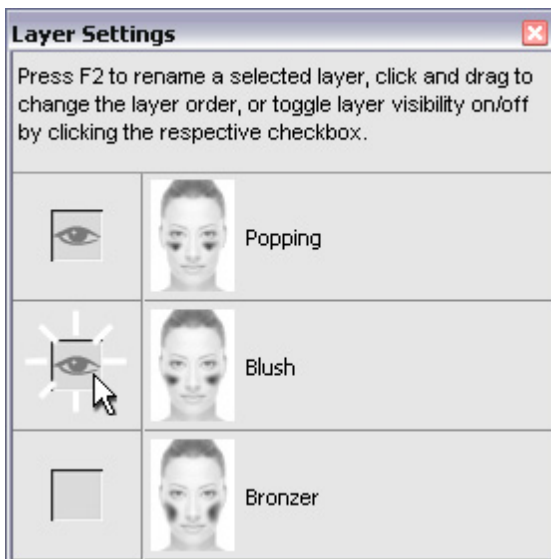 Layer Settings
Press F2 to rename a selected layer, click and drag to
change the layer order, or toggle layer visibility on/off
by clicking the respective checkbox.
Popping
Blush
Bronzer